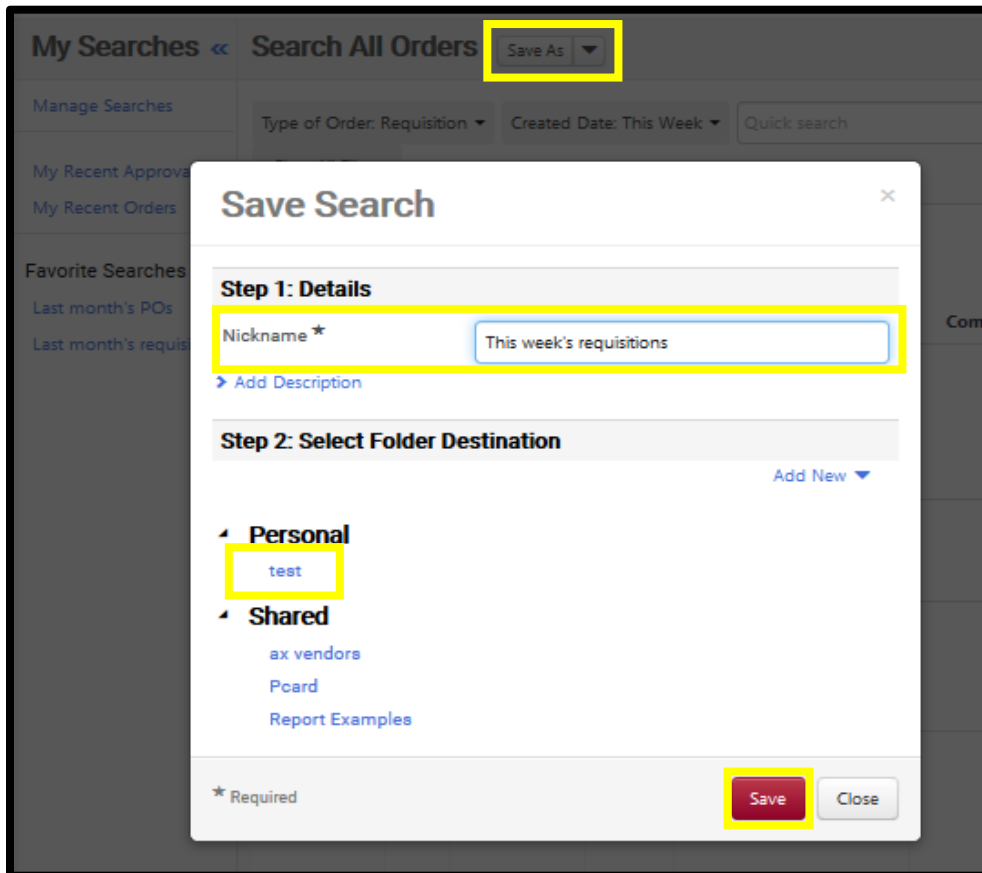 My Searches « Search All Orders Save As
Manage Searches
Type of Order: Requisition Created Date: This Week Quick search
My Recent Approva
My Recent Orders
Favorite Searches
Last month's POs
Last month's requisi
Com
Save Search ×
Step 1: Details
Nickname * This week's requisitions
Add Description
Step 2: Select Folder Destination
Add New
Personal
test
Shared
ax vendors
Pcard
Report Examples
* Required Save Close